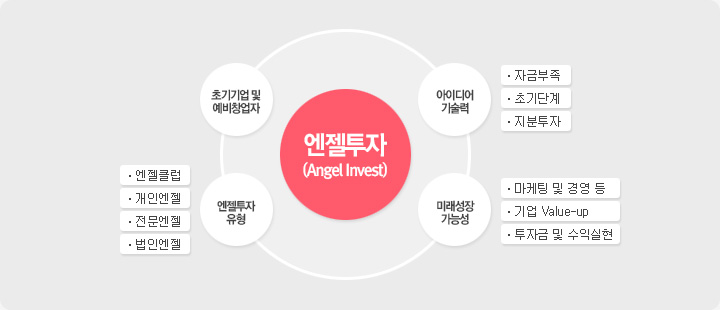 초기기업 및
예비창업자
아이디어
기술력
· 자금부족
· 초기단계
· 지분투자
엔젤투자
(Angel Invest)
· 엔젤클럽
· 개인엔젤
· 전문엔젤
· 법인엔젤
엔젤투자
유형
미래성장
가능성
· 마케팅 및 경영 등
· 기업 Value-up
· 투자금 및 수익실현